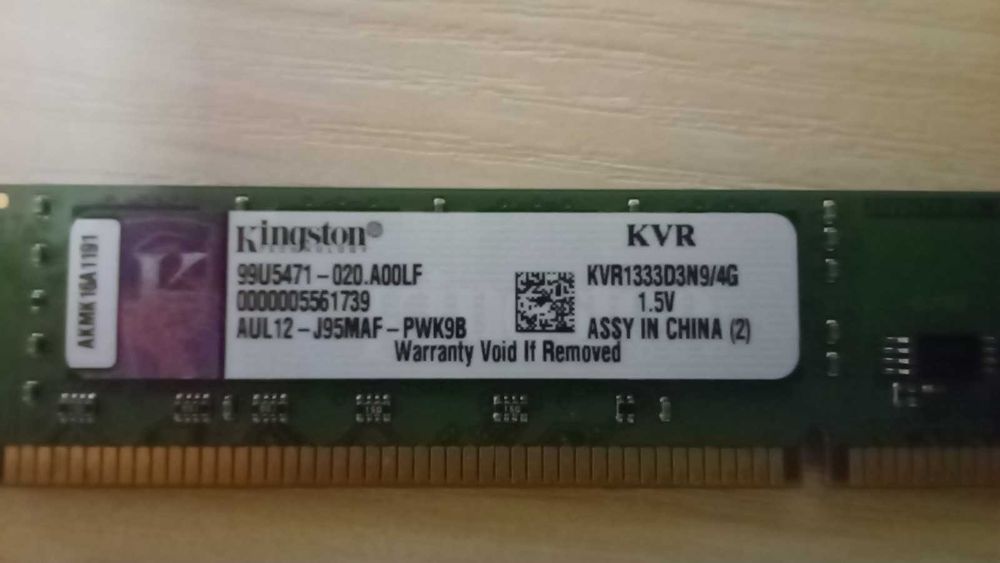 AKMK16A1191
Kingston®
TECHNOLOGY
99U5471-020.A00LF
0000005561739
AUL12-J95MAF-PWK9B
KVR
KVR1333D3N9/4G
1.5V
ASSY IN CHINA (2)
Warranty Void If Removed